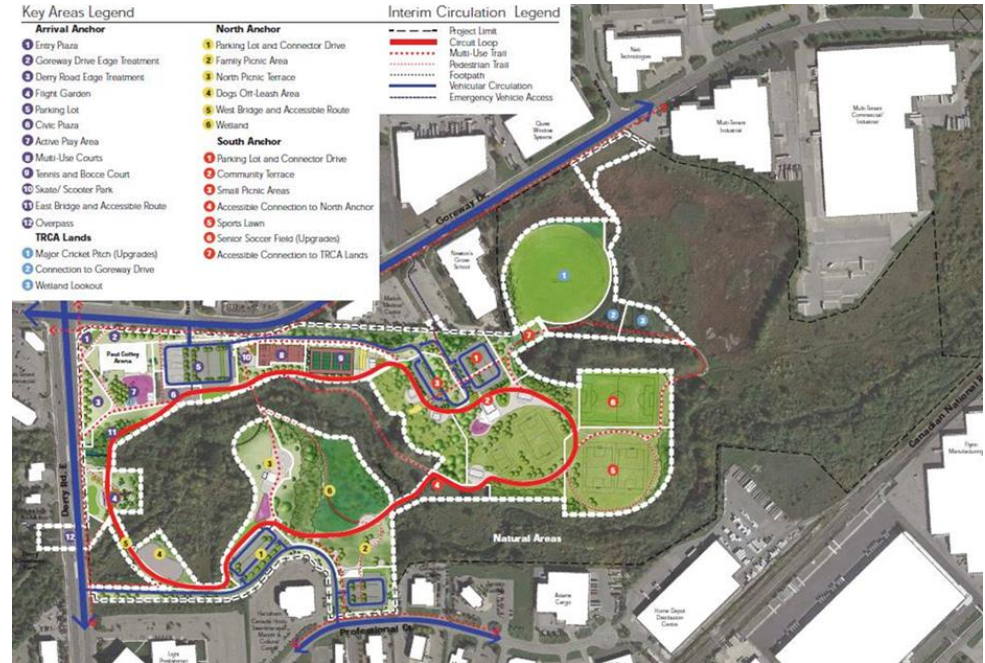 Key Areas Legend
Arrival Anchor
1 Entry Plaza
2 Goreway Drive Edge Treatment
3 Derry Road Edge Treatment
4 Flight Garden
5 Parking Lot
6 Civic Plaza
7 Active Play Area
8 Multi-Use Courts
9 Tennis and Bocce Court
10 Skate/ Scooter Park
11 East Bridge and Accessible Route
12 Overpass
TRCA Lands
1 Major Cricket Pitch (Upgrades)
2 Connection to Goreway Drive
3 Wetland Lookout
North Anchor
1 Parking Lot and Connector Drive
2 Family Picnic Area
3 North Picnic Terrace
4 Dogs Off-Leash Area
5 West Bridge and Accessible Route
6 Wetland
South Anchor
1 Parking Lot and Connector Drive
2 Community Terrace
3 Small Picnic Areas
4 Accessible Connection to North Anchor
5 Sports Lawn
6 Senior Soccer Field (Upgrades)
7 Accessible Connection to TRCA Lands
Interim Circulation Legend
Project Limit
Circuit Loop
Multi-Use Trail
Pedestrian Trail
Footpath
Vehicular Circulation
Emergency Vehicle Access
Technologies
Window
Systems
Multi-Tenant
Industrial
Multi-Tenant
Commercial/
Industrial
Goreway Dr.
School
Paul Coffey
Arena
Derry Rd. E
Canadian National
Flynn
Manufacturing
Natural Areas
Cargo
Home Depot
Distribution
Centre
Professional Ct.
Light